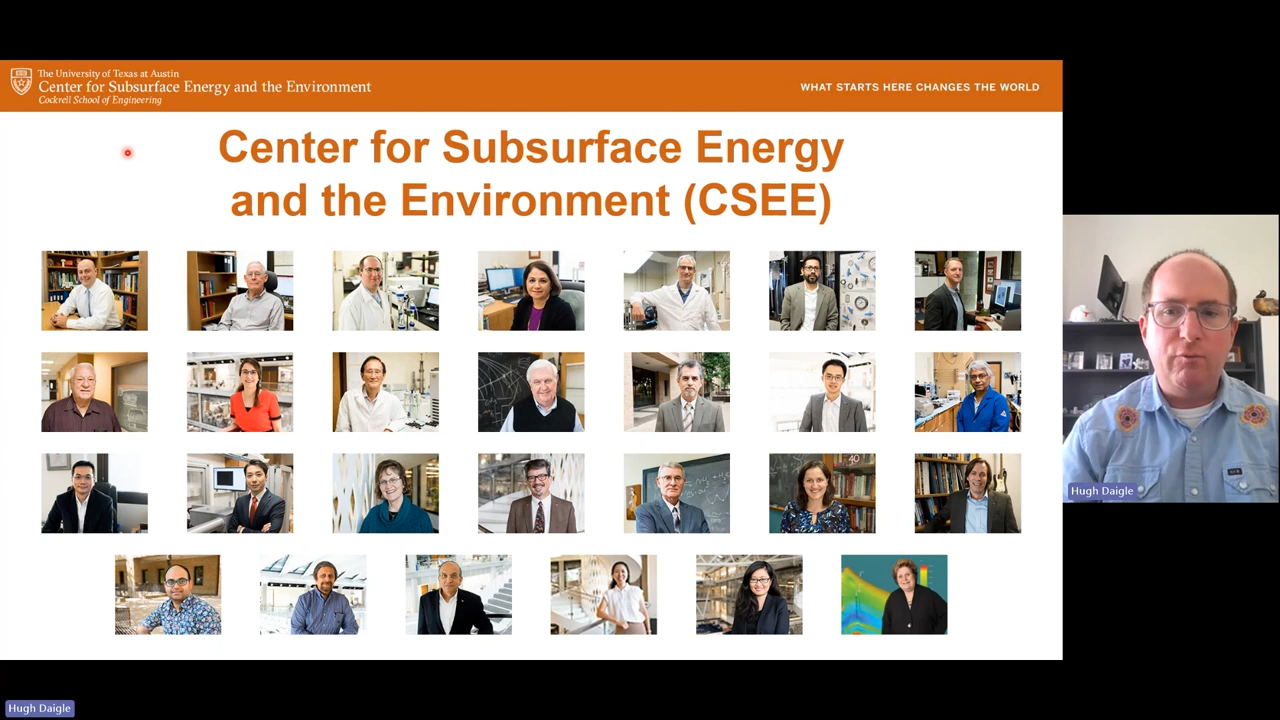 The University of Texas at Austin
Center for Subsurface Energy and the Environment
Cockrell School of Engineering
WHAT STARTS HERE CHANGES THE WORLD
Center for Subsurface Energy
and the Environment (CSEE)
Hugh Daigle
Hugh Daigle